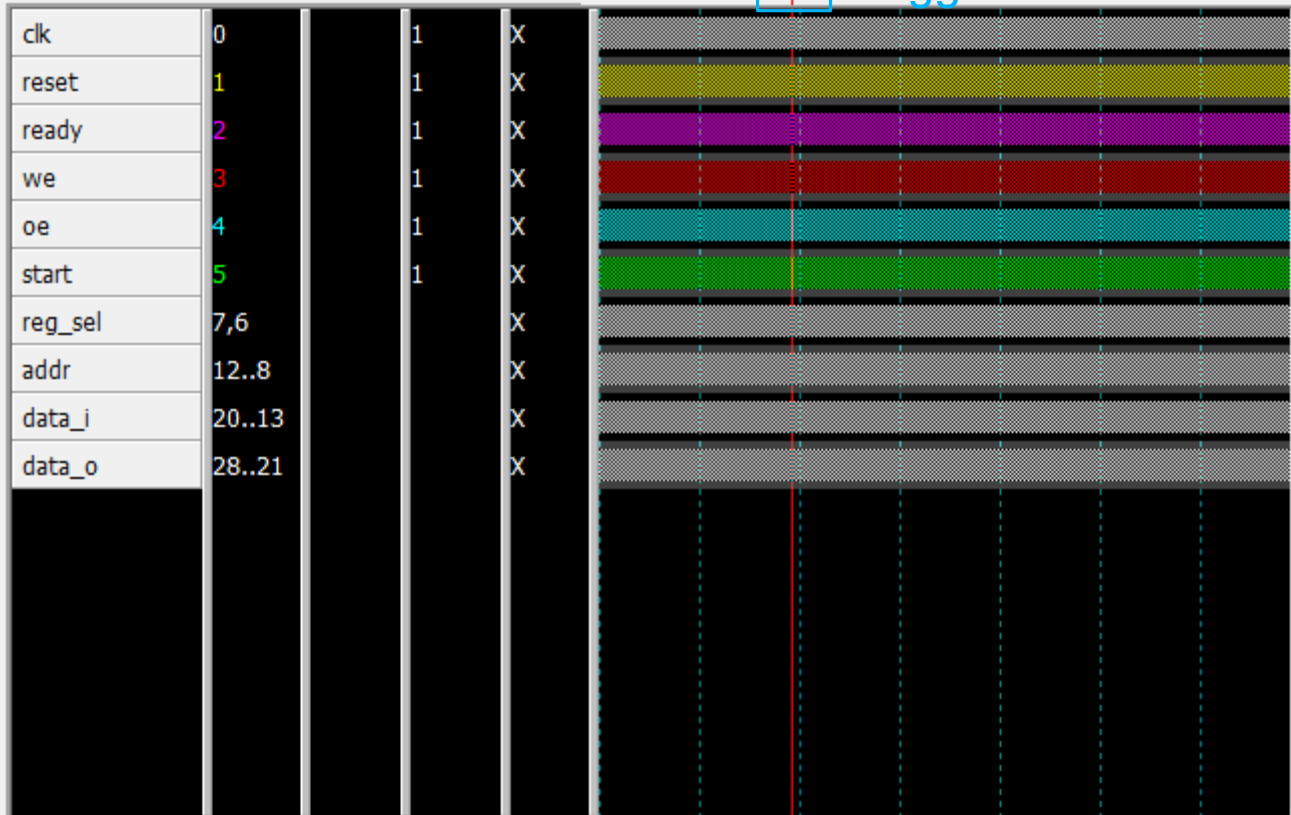 clk 0 1 X
reset 1 1 X
ready 2 1 X
we 3 1 X
oe 4 1 X
start 5 1 X
reg_sel 7,6 X
addr 12..8 X
data_i 20..13 X
data_o 28..21 X